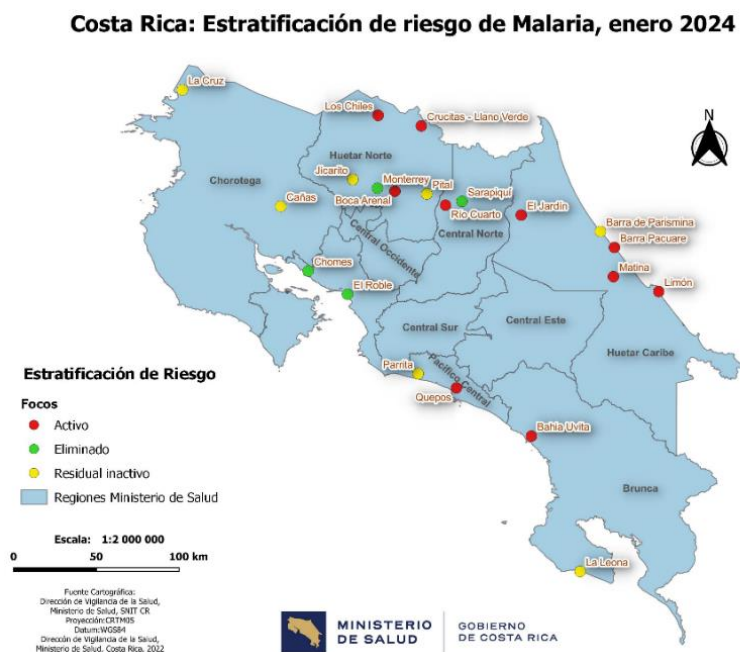 Costa Rica: Estratificación de riesgo de Malaria, enero 2024
La Cruz
Los Chiles
Crucitas - Llano Verde
N
Huetar Norte
Jicarito
Monterrey
Pital
Chorotega
Boca Arenal
Sarapiquí
Cañas
Río Cuarto
El Jardín
Central Norte
Barra de Parismina
Barra Pacuare
Central Occidente
Chomes
Matina
El Roble
Limón
Central Sur
Central Este
Huetar Caribe
Parrita
Pacífico Central
Quepos
Bahía Uvita
Brunca
La Leona
Estratificación de Riesgo
Focos
Activo
Eliminado
Residual inactivo
Regiones Ministerio de Salud
Escala: 1:2 000 000
0 50 100 km
Fuente Cartográfica:
Dirección de Vigilancia de la Salud,
Ministerio de Salud, SNIT CR
Proyección:CRTM05
Datum:WGS84
Dirección de Vigilancia de la Salud,
Ministerio de Salud. Costa Rica, 2022
MINISTERIO
DE SALUD
GOBIERNO
DE COSTA RICA